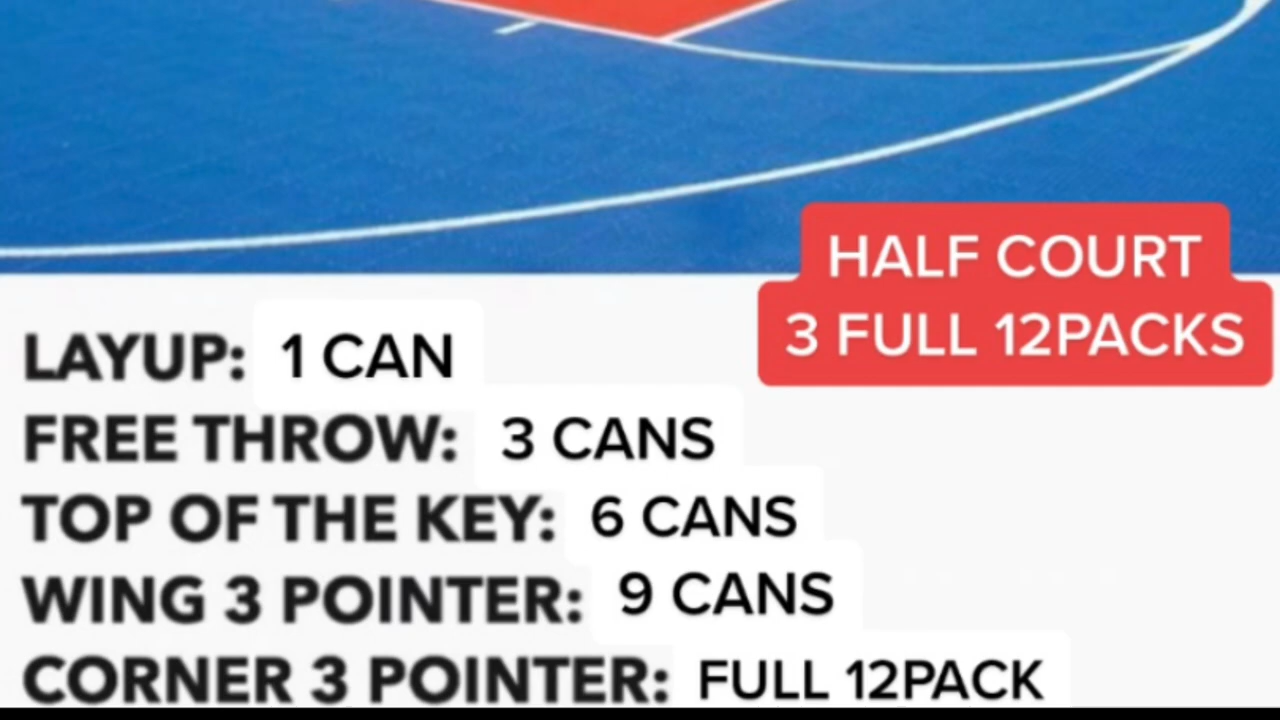 HALF COURT
3 FULL 12PACKS
LAYUP: 1 CAN
FREE THROW: 3 CANS
TOP OF THE KEY: 6 CANS
WING 3 POINTER: 9 CANS
CORNER 3 POINTER: FULL 12PACK